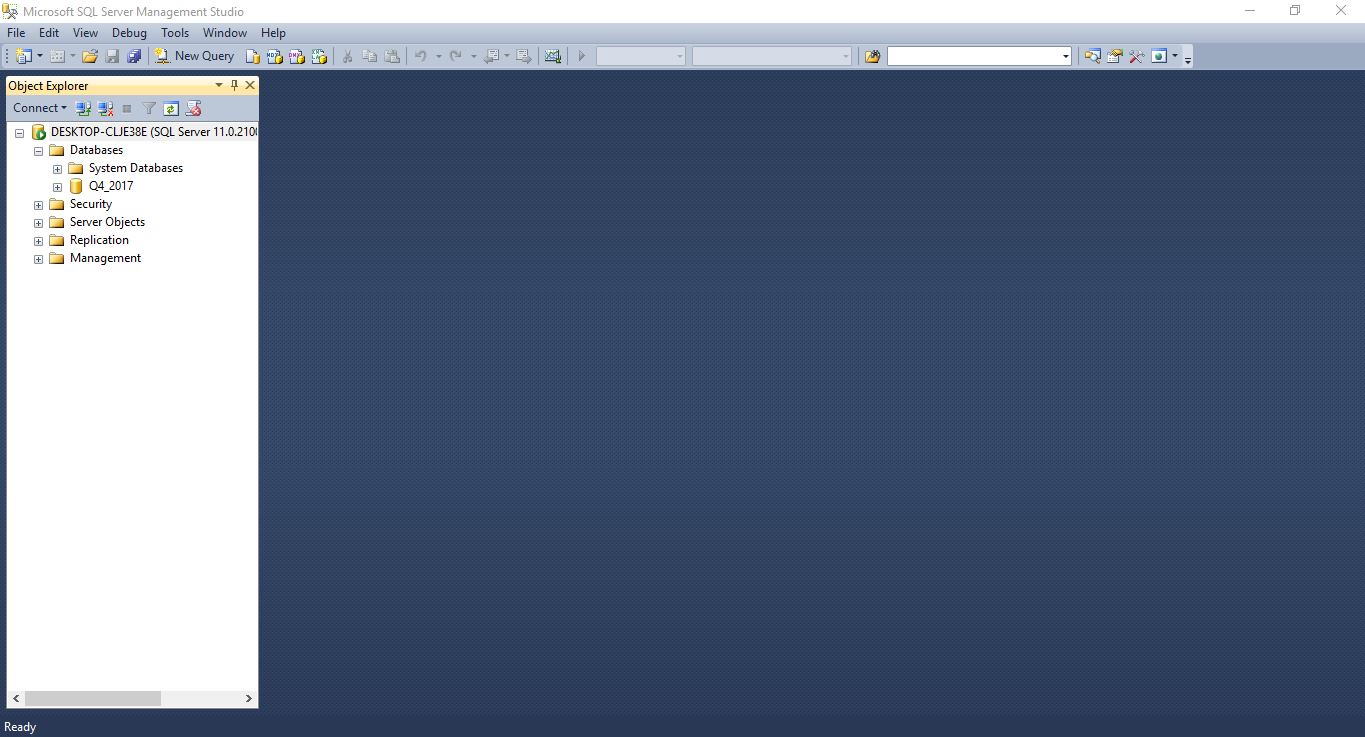 Microsoft SQL Server Management Studio
File Edit View Debug Tools Window Help
New Query
Object Explorer
Connect
DESKTOP-CLJE38E (SQL Server 11.0.210
Databases
System Databases
Q4_2017
Security
Server Objects
Replication
Management
Ready